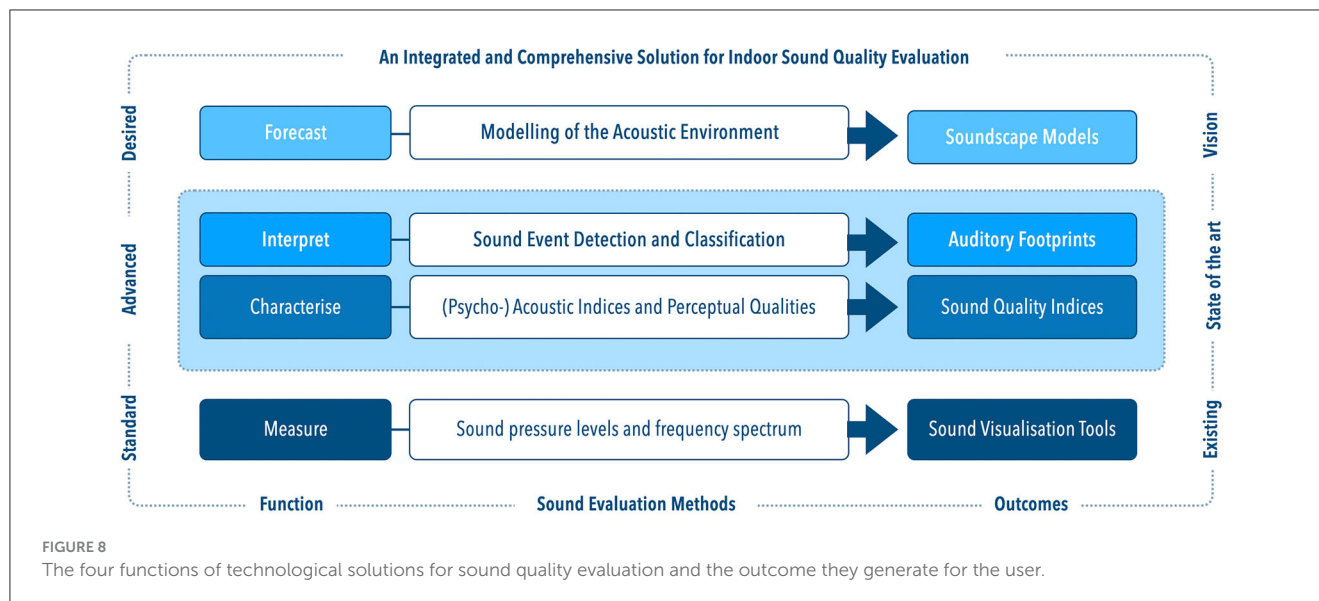 An Integrated and Comprehensive Solution for Indoor Sound Quality Evaluation
Desired
Forecast
Modelling of the Acoustic Environment
Soundscape Models
Vision
Advanced
Interpret
Sound Event Detection and Classification
Auditory Footprints
State of the art
Characterise
(Psycho-) Acoustic Indices and Perceptual Qualities
Sound Quality Indices
Standard
Measure
Sound pressure levels and frequency spectrum
Sound Visualisation Tools
Existing
Function
Sound Evaluation Methods
Outcomes
FIGURE 8
The four functions of technological solutions for sound quality evaluation and the outcome they generate for the user.